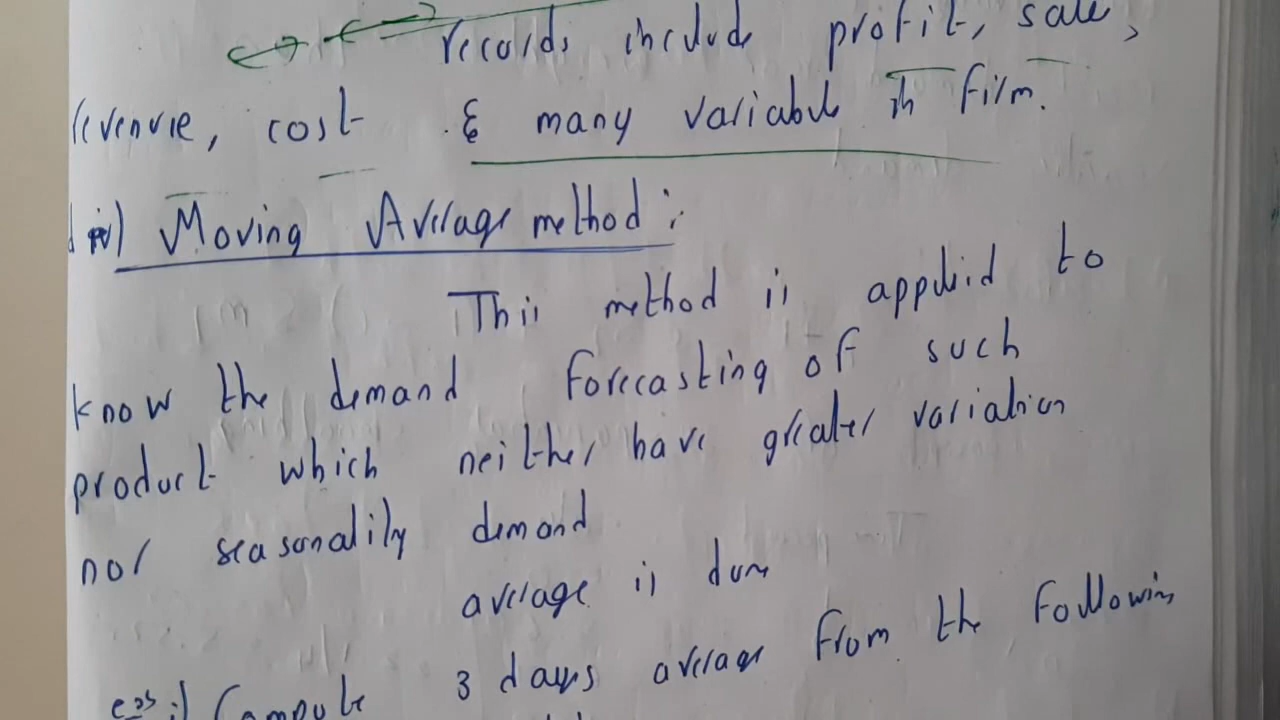 records include profit, sale,
revenue, cost & many variable in firm.
iv) Moving Average method :
This method is applied to
know the demand forecasting of such
product which neither have greater variation
nor seasonality demand
average is done
eg: i) Compute 3 days average from the following